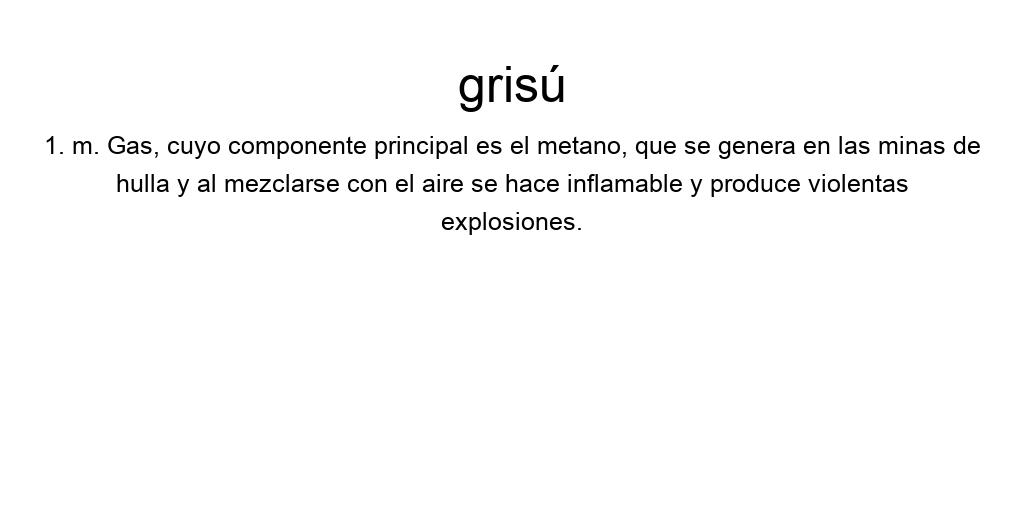 grisú
1. m. Gas, cuyo componente principal es el metano, que se genera en las minas de
hulla y al mezclarse con el aire se hace inflamable y produce violentas
explosiones.